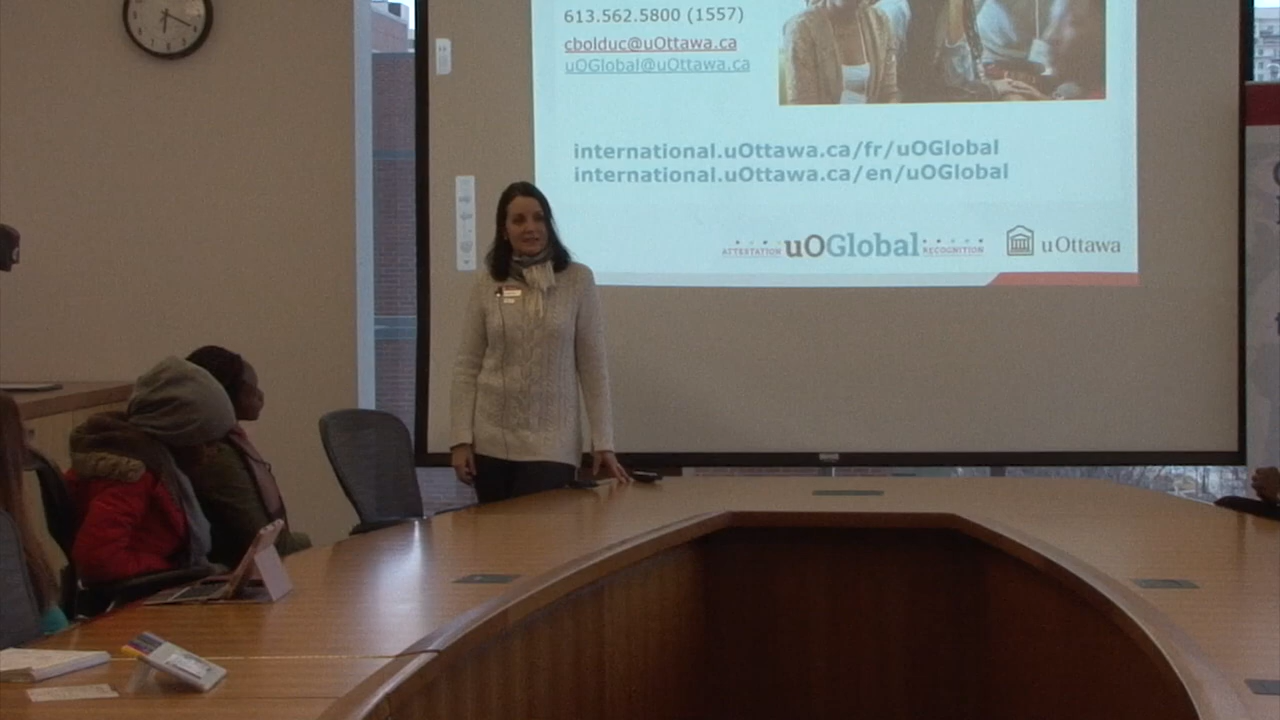 613.562.5800 (1557)
cbolduc@uOttawa.ca
uOGlobal@uOttawa.ca
international.uOttawa.ca/fr/uOGlobal
international.uOttawa.ca/en/uOGlobal
ATTESTATION uOGlobal RECOGNITION
uOttawa